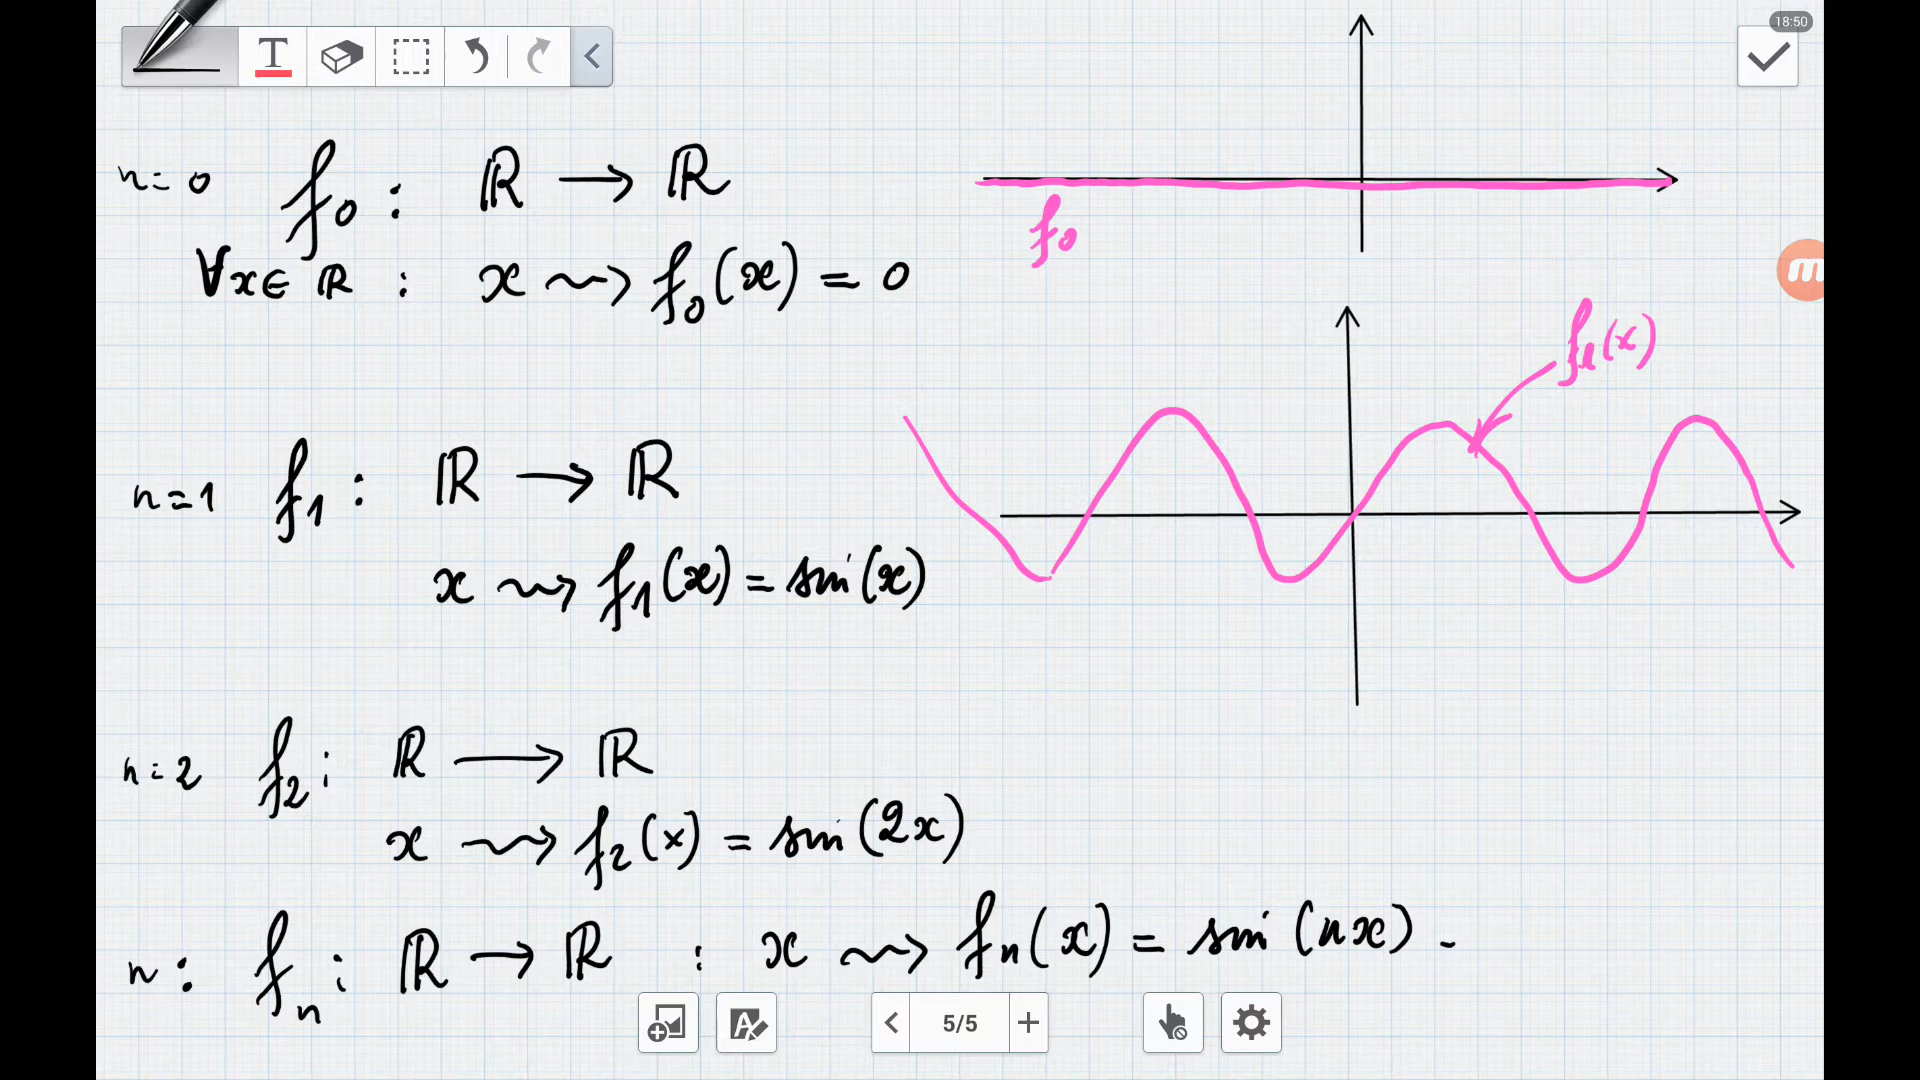 18:50
T
n=0 f₀ : ℝ → ℝ
f₀
∀x∈ℝ : x ⇝ f₀(x) = 0
f₁(x)
n=1 f₁ : ℝ → ℝ
x ⇝ f₁(x) = sin(x)
n=2 f₂ : ℝ → ℝ
x ⇝ f₂(x) = sin(2x)
n : fₙ : ℝ → ℝ : x ⇝ fₙ(x) = sin(nx) -
A
5/5